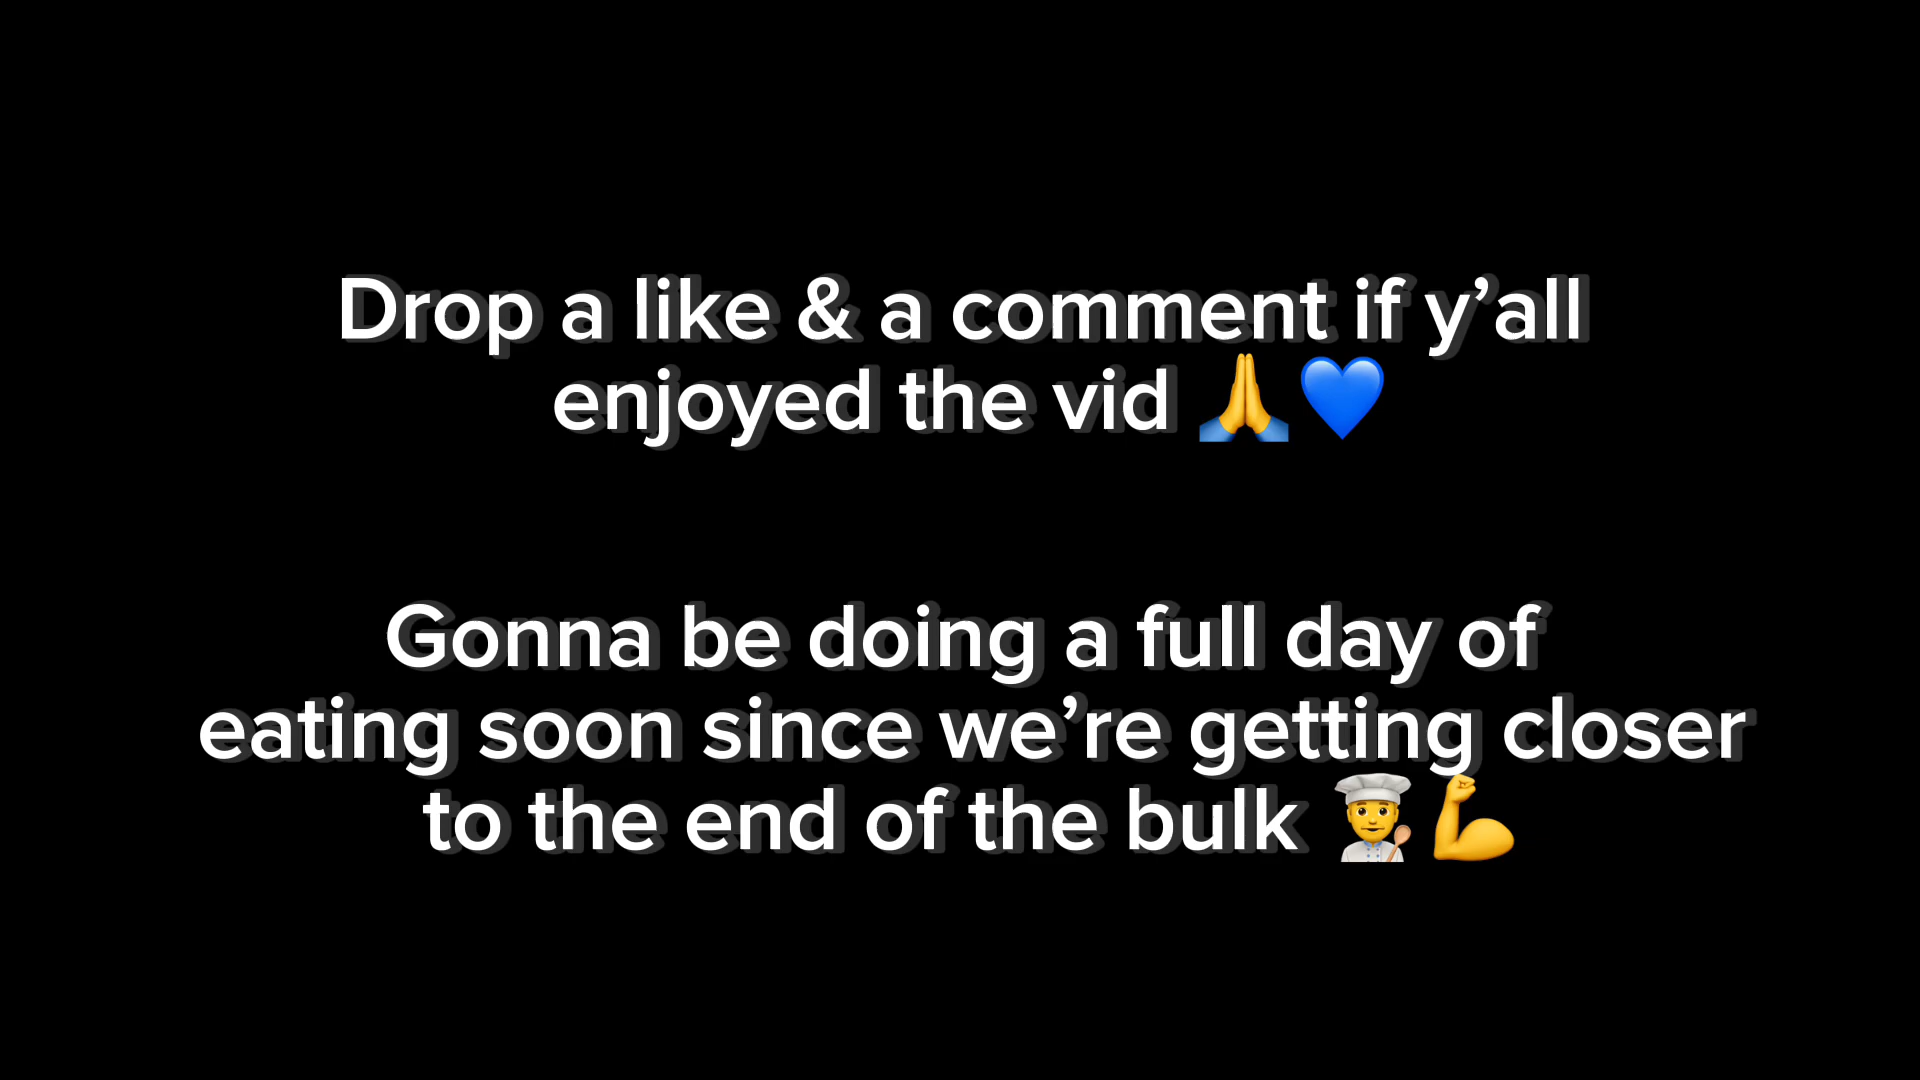 Drop a like & a comment if y’all
enjoyed the vid 🙏💙
Gonna be doing a full day of
eating soon since we’re getting closer
to the end of the bulk 👨‍🍳💪